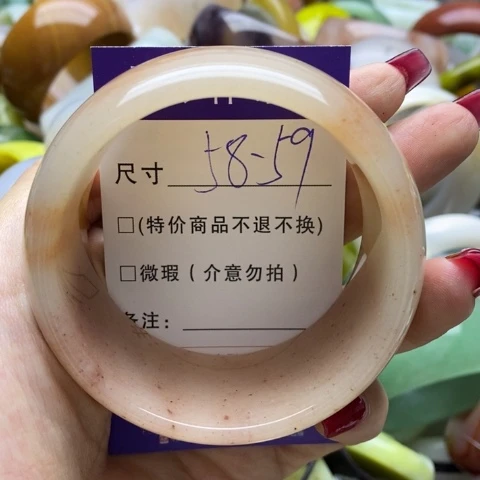 尺寸 58-59
□(特价商品不退不换)
□微瑕(介意勿拍)
备注: